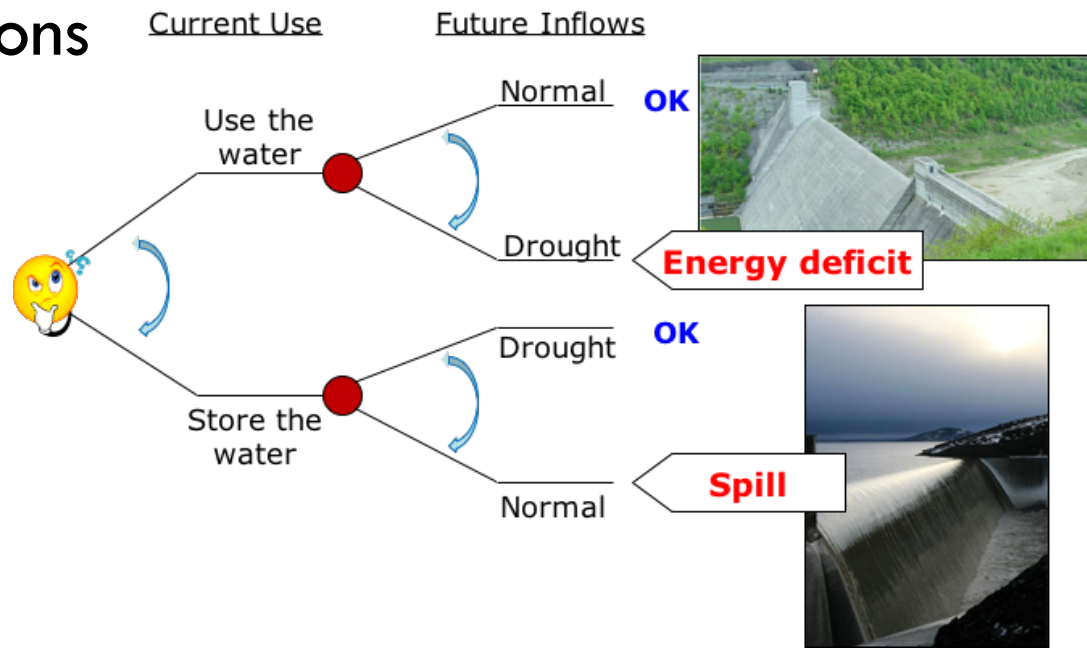 ons
Current Use
Future Inflows
Normal
OK
Use the
water
Drought
Energy deficit
Drought
OK
Store the
water
Spill
Normal